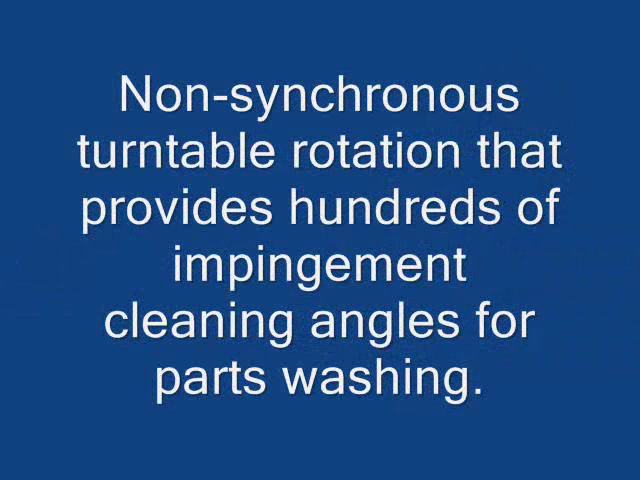 Non-synchronous
turntable rotation that
provides hundreds of
impingement
cleaning angles for
parts washing.